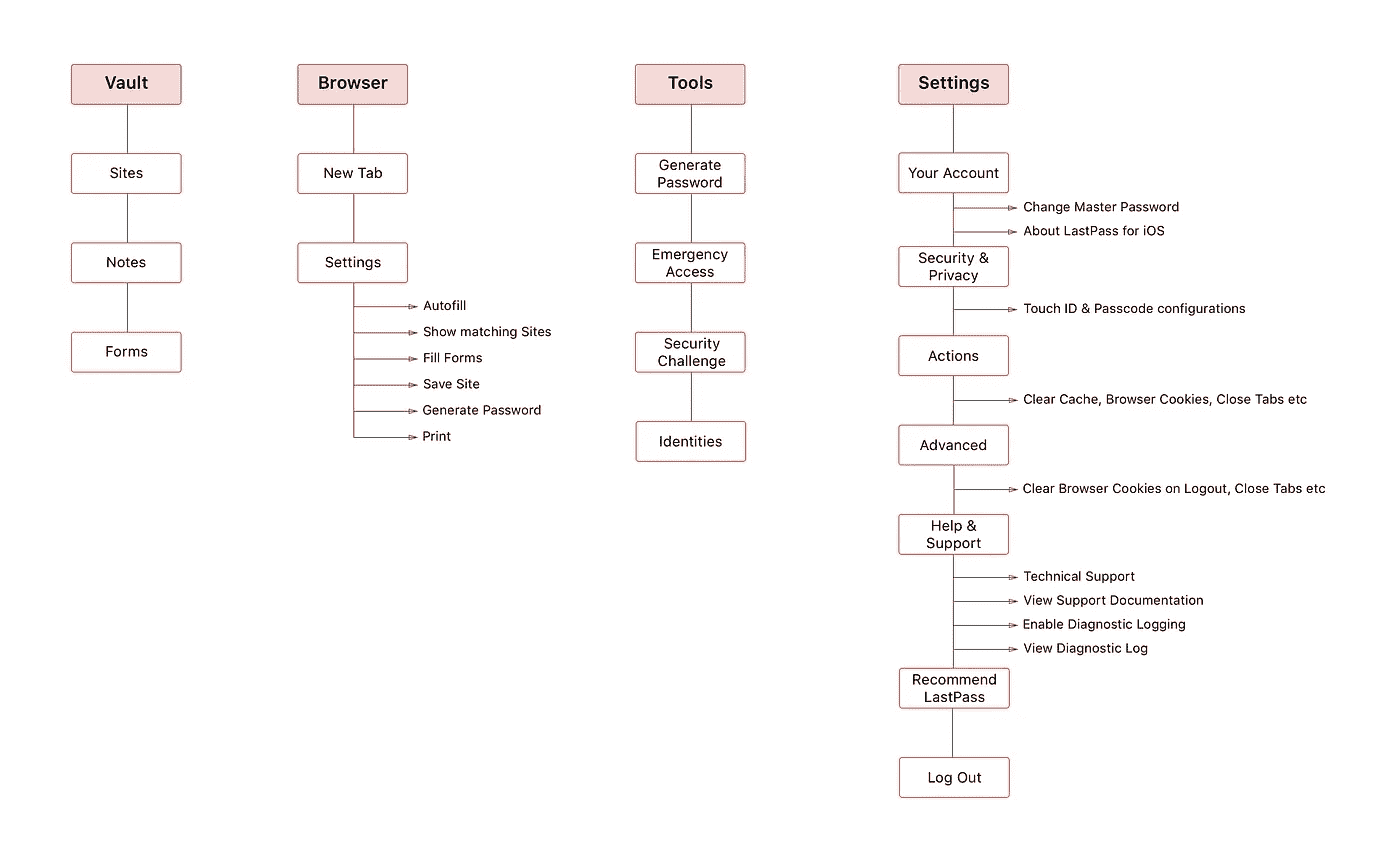 Vault
Sites
Notes
Forms
Browser
New Tab
Settings
Autofill
Show matching Sites
Fill Forms
Save Site
Generate Password
Print
Tools
Generate
Password
Emergency
Access
Security
Challenge
Identities
Settings
Your Account
Change Master Password
About LastPass for iOS
Security &
Privacy
Touch ID & Passcode configurations
Actions
Clear Cache, Browser Cookies, Close Tabs etc
Advanced
Clear Browser Cookies on Logout, Close Tabs etc
Help &
Support
Technical Support
View Support Documentation
Enable Diagnostic Logging
View Diagnostic Log
Recommend
LastPass
Log Out